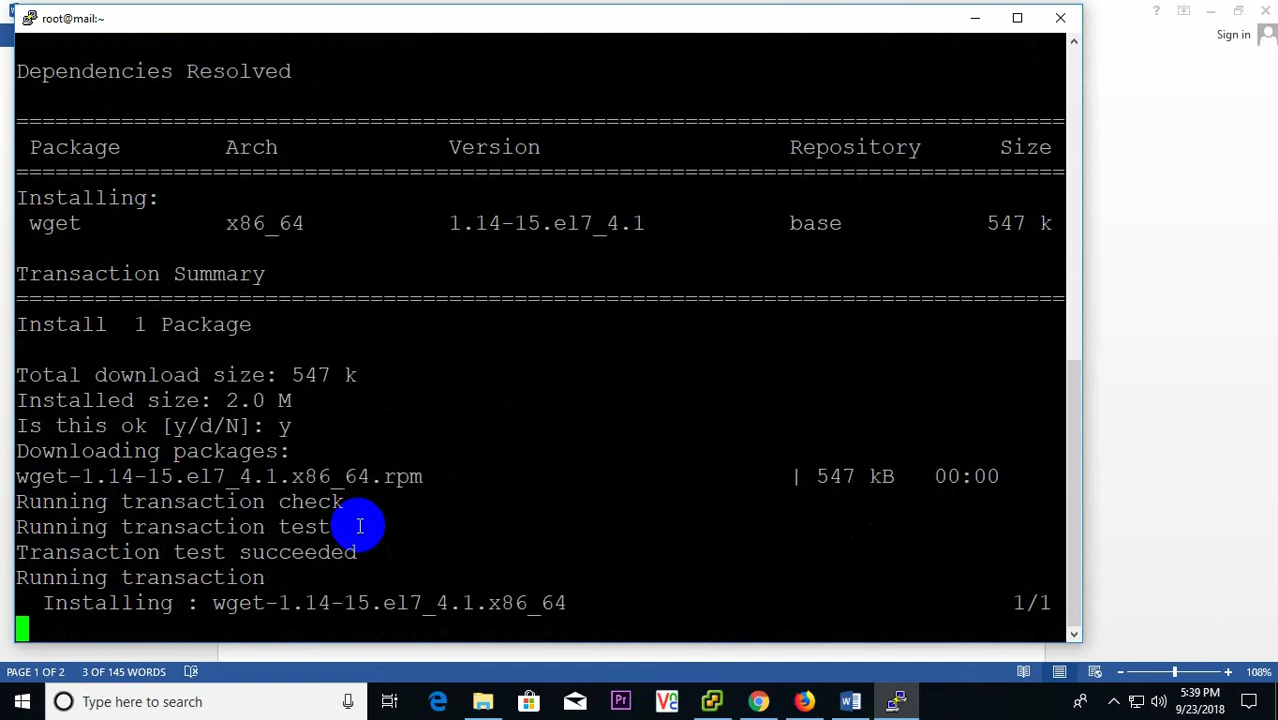 root@mail:~
Sign in
Dependencies Resolved
================================================================================
Package Arch Version Repository Size
================================================================================
Installing:
wget x86_64 1.14-15.el7_4.1 base 547 k
Transaction Summary
================================================================================
Install 1 Package
Total download size: 547 k
Installed size: 2.0 M
Is this ok [y/d/N]: y
Downloading packages:
wget-1.14-15.el7_4.1.x86_64.rpm | 547 kB 00:00
Running transaction check
Running transaction test
Transaction test succeeded
Running transaction
Installing : wget-1.14-15.el7_4.1.x86_64 1/1
PAGE 1 OF 2 3 OF 145 WORDS 108%
Type here to search
5:39 PM
9/23/2018